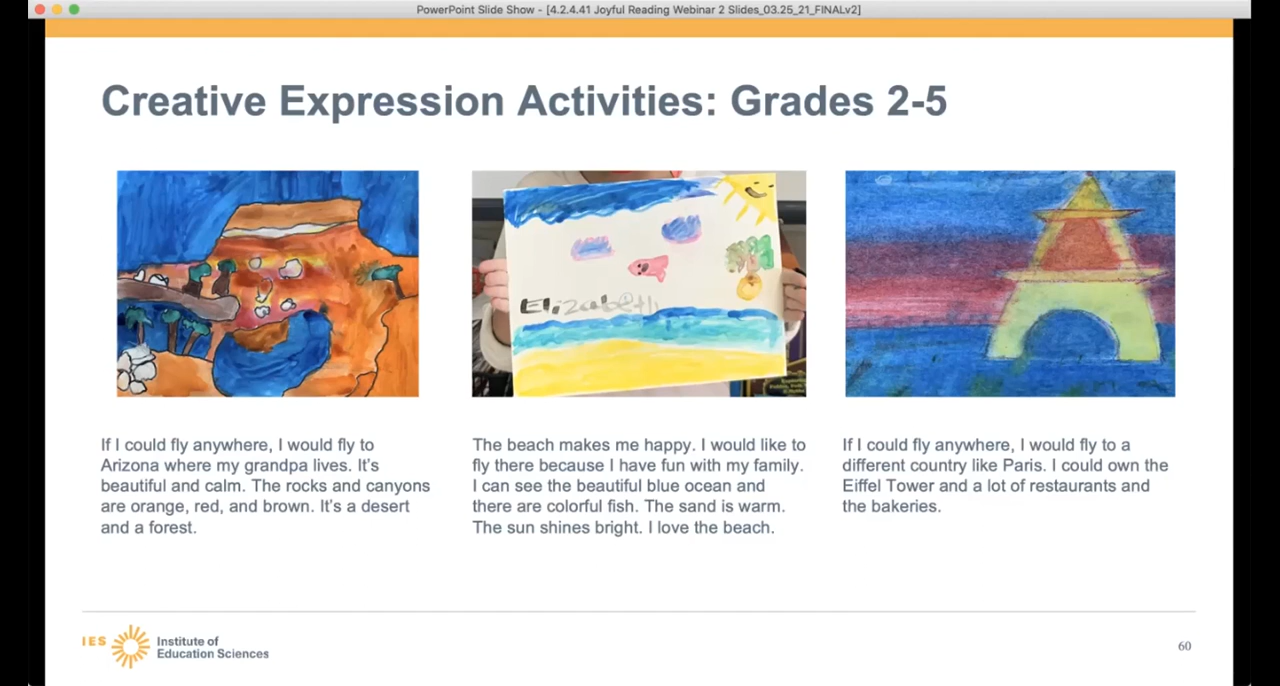 PowerPoint Slide Show - [4.2.4.41 Joyful Reading Webinar 2 Slides_03.25_21_FINALv2]
Creative Expression Activities: Grades 2-5
Elizabeth
If I could fly anywhere, I would fly to
Arizona where my grandpa lives. It's
beautiful and calm. The rocks and canyons
are orange, red, and brown. It's a desert
and a forest.
The beach makes me happy. I would like to
fly there because I have fun with my family.
I can see the beautiful blue ocean and
there are colorful fish. The sand is warm.
The sun shines bright. I love the beach.
If I could fly anywhere, I would fly to a
different country like Paris. I could own the
Eiffel Tower and a lot of restaurants and
the bakeries.
IES
Institute of
Education Sciences
60